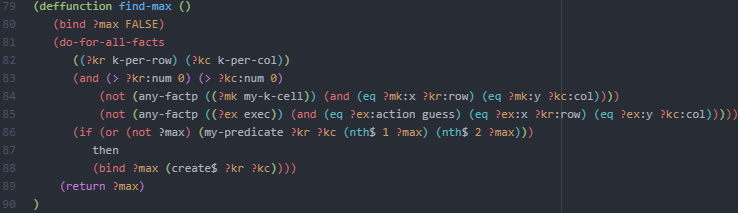 79 (deffunction find-max ()
80 (bind ?max FALSE)
81 (do-for-all-facts
82 ((?kr k-per-row) (?kc k-per-col))
83 (and (> ?kr:num 0) (> ?kc:num 0)
84 (not (any-factp ((?mk my-k-cell)) (and (eq ?mk:x ?kr:row) (eq ?mk:y ?kc:col))))
85 (not (any-factp ((?ex exec)) (and (eq ?ex:action guess) (eq ?ex:x ?kr:row) (eq ?ex:y ?kc:col)))))
86 (if (or (not ?max) (my-predicate ?kr ?kc (nth$ 1 ?max) (nth$ 2 ?max)))
87 then
88 (bind ?max (create$ ?kr ?kc))))
89 (return ?max)
90 )